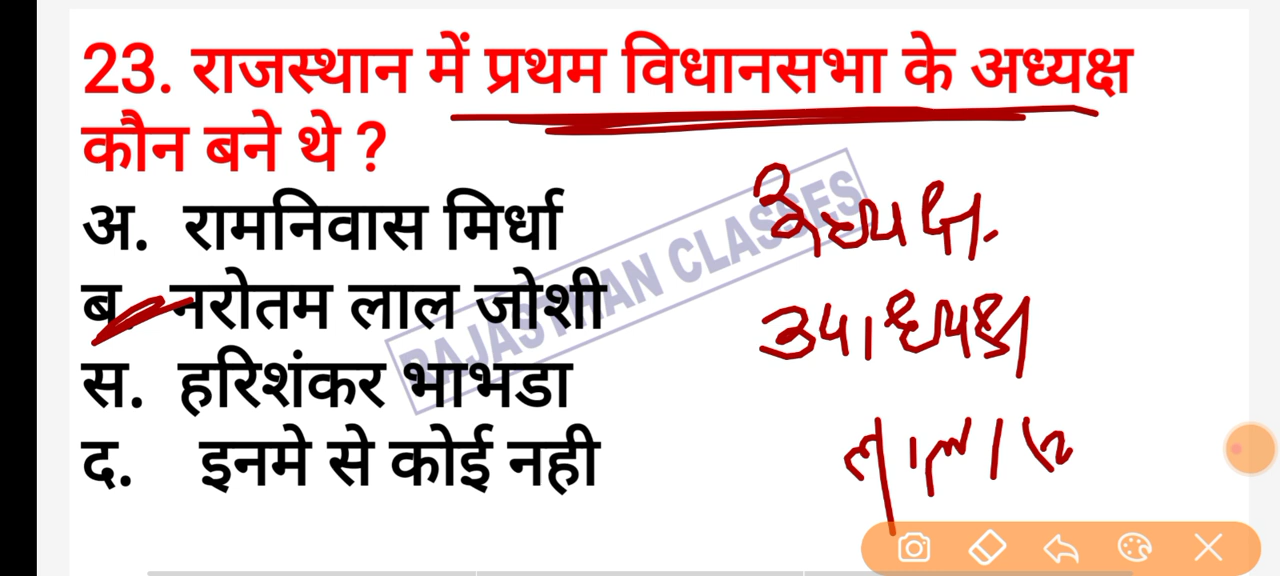 23. राजस्थान में प्रथम विधानसभा के अध्यक्ष
कौन बने थे ?
अ. रामनिवास मिर्धा
ब. नरोतम लाल जोशी
स. हरिशंकर भाभडा
द. इनमे से कोई नही
RAJASTHAN CLASSES
अध्यक्ष
उपाध्यक्ष